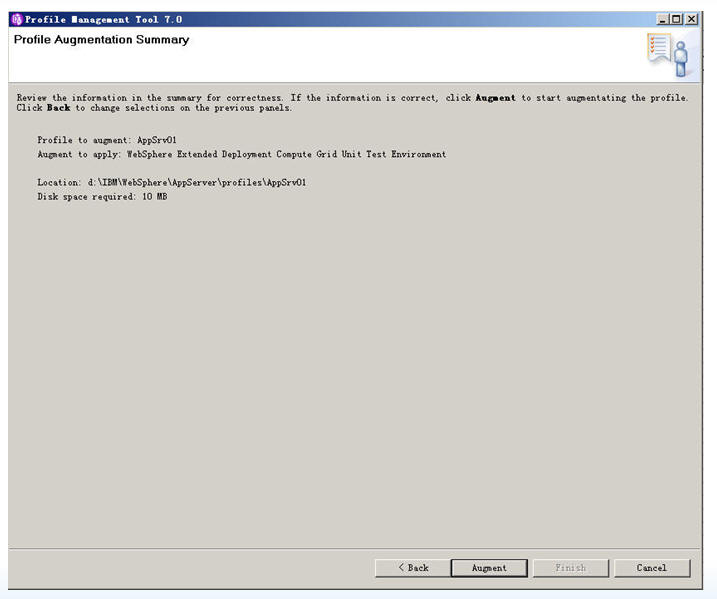 Profile Management Tool 7.0
Profile Augmentation Summary
Review the information in the summary for correctness. If the information is correct, click Augment to start augmentating the profile.
Click Back to change selections on the previous panels.
Profile to augment: AppSrv01
Augment to apply: WebSphere Extended Deployment Compute Grid Unit Test Environment
Location: d:\IBM\WebSphere\AppServer\profiles\AppSrv01
Disk space required: 10 MB
< Back Augment Finish Cancel